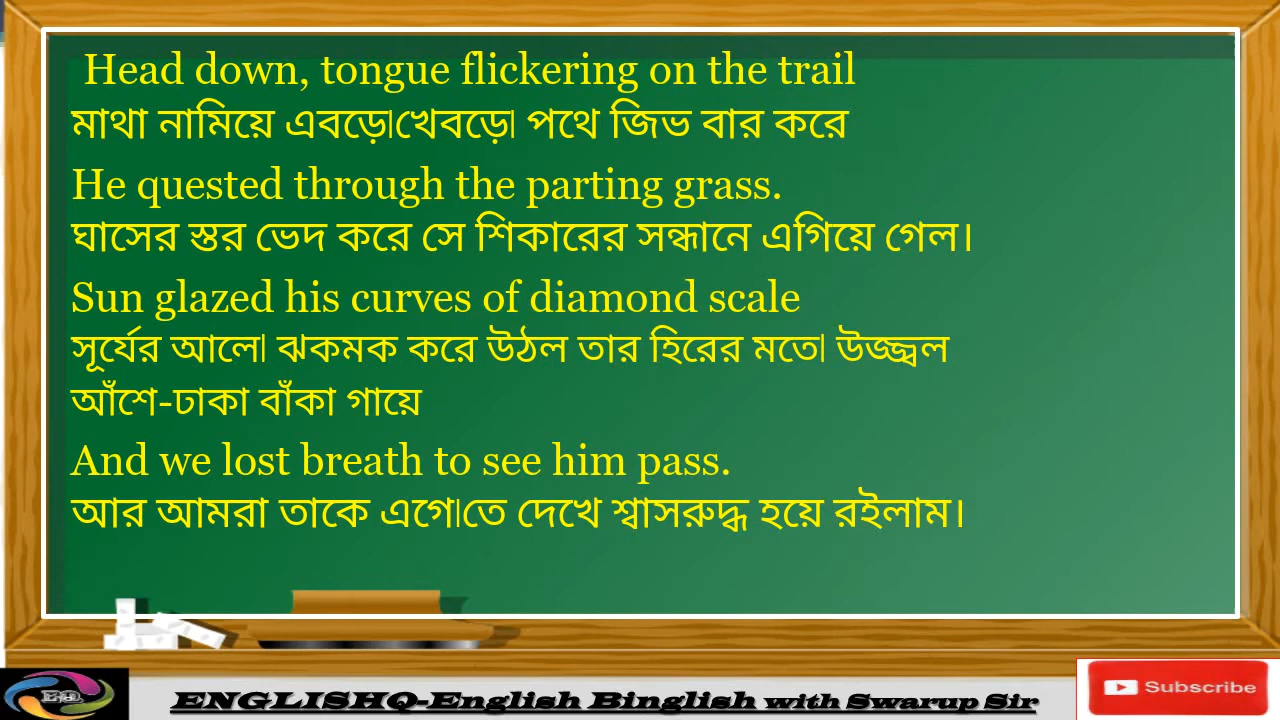 Head down, tongue flickering on the trail
মাথা নামিয়ে এবড়ো‌খেবড়ো পথে জিভ বার করে
He quested through the parting grass.
ঘাসের স্তর ভেদ করে সে শিকারের সন্ধানে এগিয়ে গেল।
Sun glazed his curves of diamond scale
সূর্যের আলো ঝকমক করে উঠল তার হিরের মতো উজ্জ্বল
আঁশে-ঢাকা বাঁকা গায়ে
And we lost breath to see him pass.
আর আমরা তাকে এগোতে দেখে শ্বাসরুদ্ধ হয়ে রইলাম।
ENGLISHQ-English Binglish with Swarup Sir
Subscribe